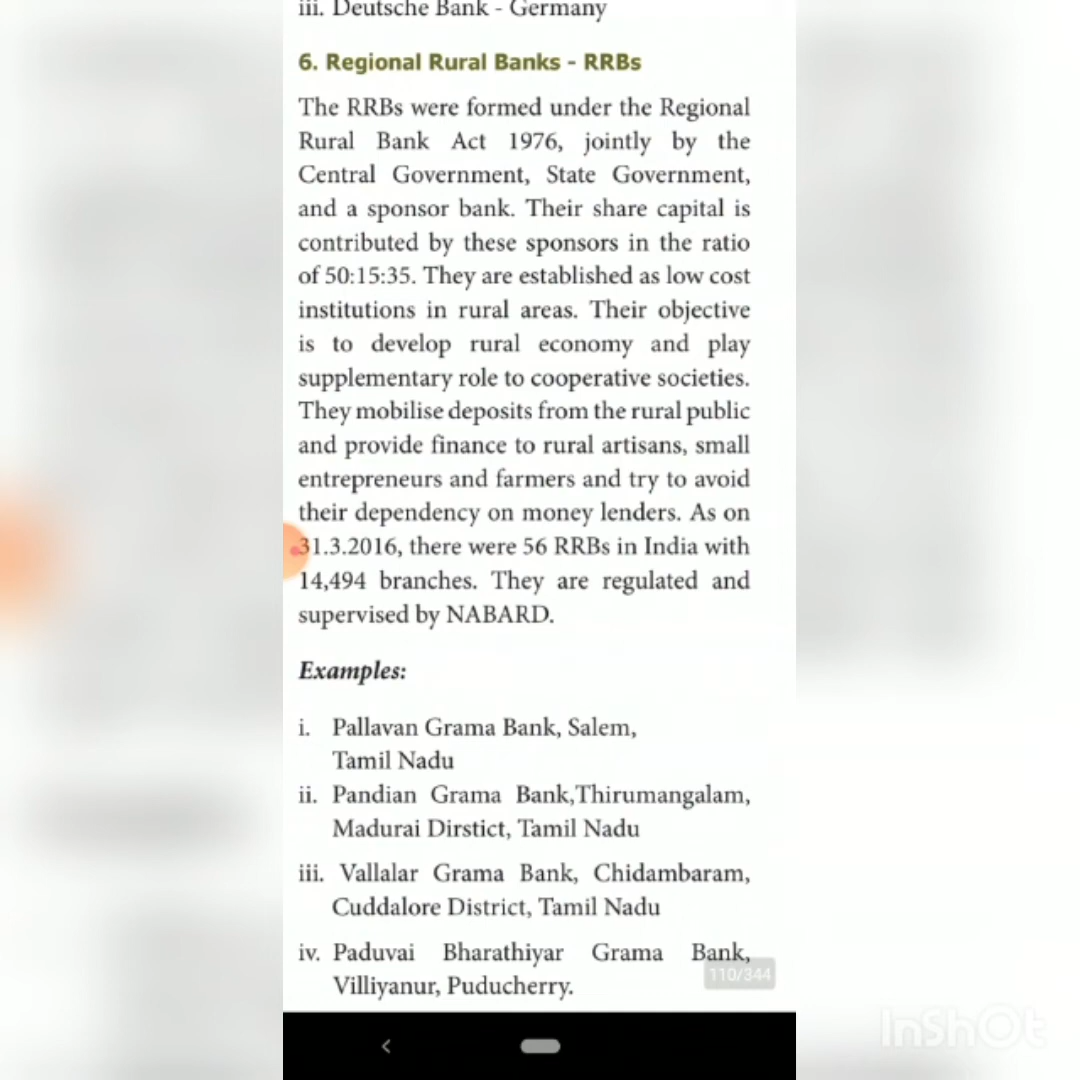 iii. Deutsche Bank - Germany
6. Regional Rural Banks - RRBs
The RRBs were formed under the Regional
Rural Bank Act 1976, jointly by the
Central Government, State Government,
and a sponsor bank. Their share capital is
contributed by these sponsors in the ratio
of 50:15:35. They are established as low cost
institutions in rural areas. Their objective
is to develop rural economy and play
supplementary role to cooperative societies.
They mobilise deposits from the rural public
and provide finance to rural artisans, small
entrepreneurs and farmers and try to avoid
their dependency on money lenders. As on
31.3.2016, there were 56 RRBs in India with
14,494 branches. They are regulated and
supervised by NABARD.
Examples:
i. Pallavan Grama Bank, Salem,
Tamil Nadu
ii. Pandian Grama Bank,Thirumangalam,
Madurai Dirstict, Tamil Nadu
iii. Vallalar Grama Bank, Chidambaram,
Cuddalore District, Tamil Nadu
iv. Paduvai Bharathiyar Grama Bank,
Villiyanur, Puducherry.
110/344
InShOt